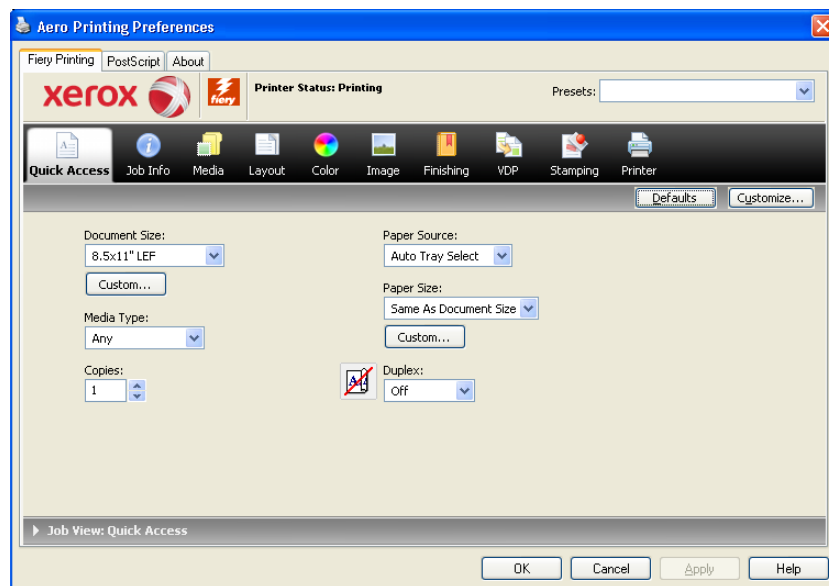 Aero Printing Preferences
Fiery Printing PostScript About
xerox fiery Printer Status: Printing Presets:
Quick Access Job Info Media Layout Color Image Finishing VDP Stamping Printer
Defaults Customize...
Document Size: Paper Source:
8.5x11" LEF Auto Tray Select
Custom... Paper Size:
Same As Document Size
Media Type:
Any Custom...
Copies: Duplex:
1 Off
Job View: Quick Access
OK Cancel Apply Help